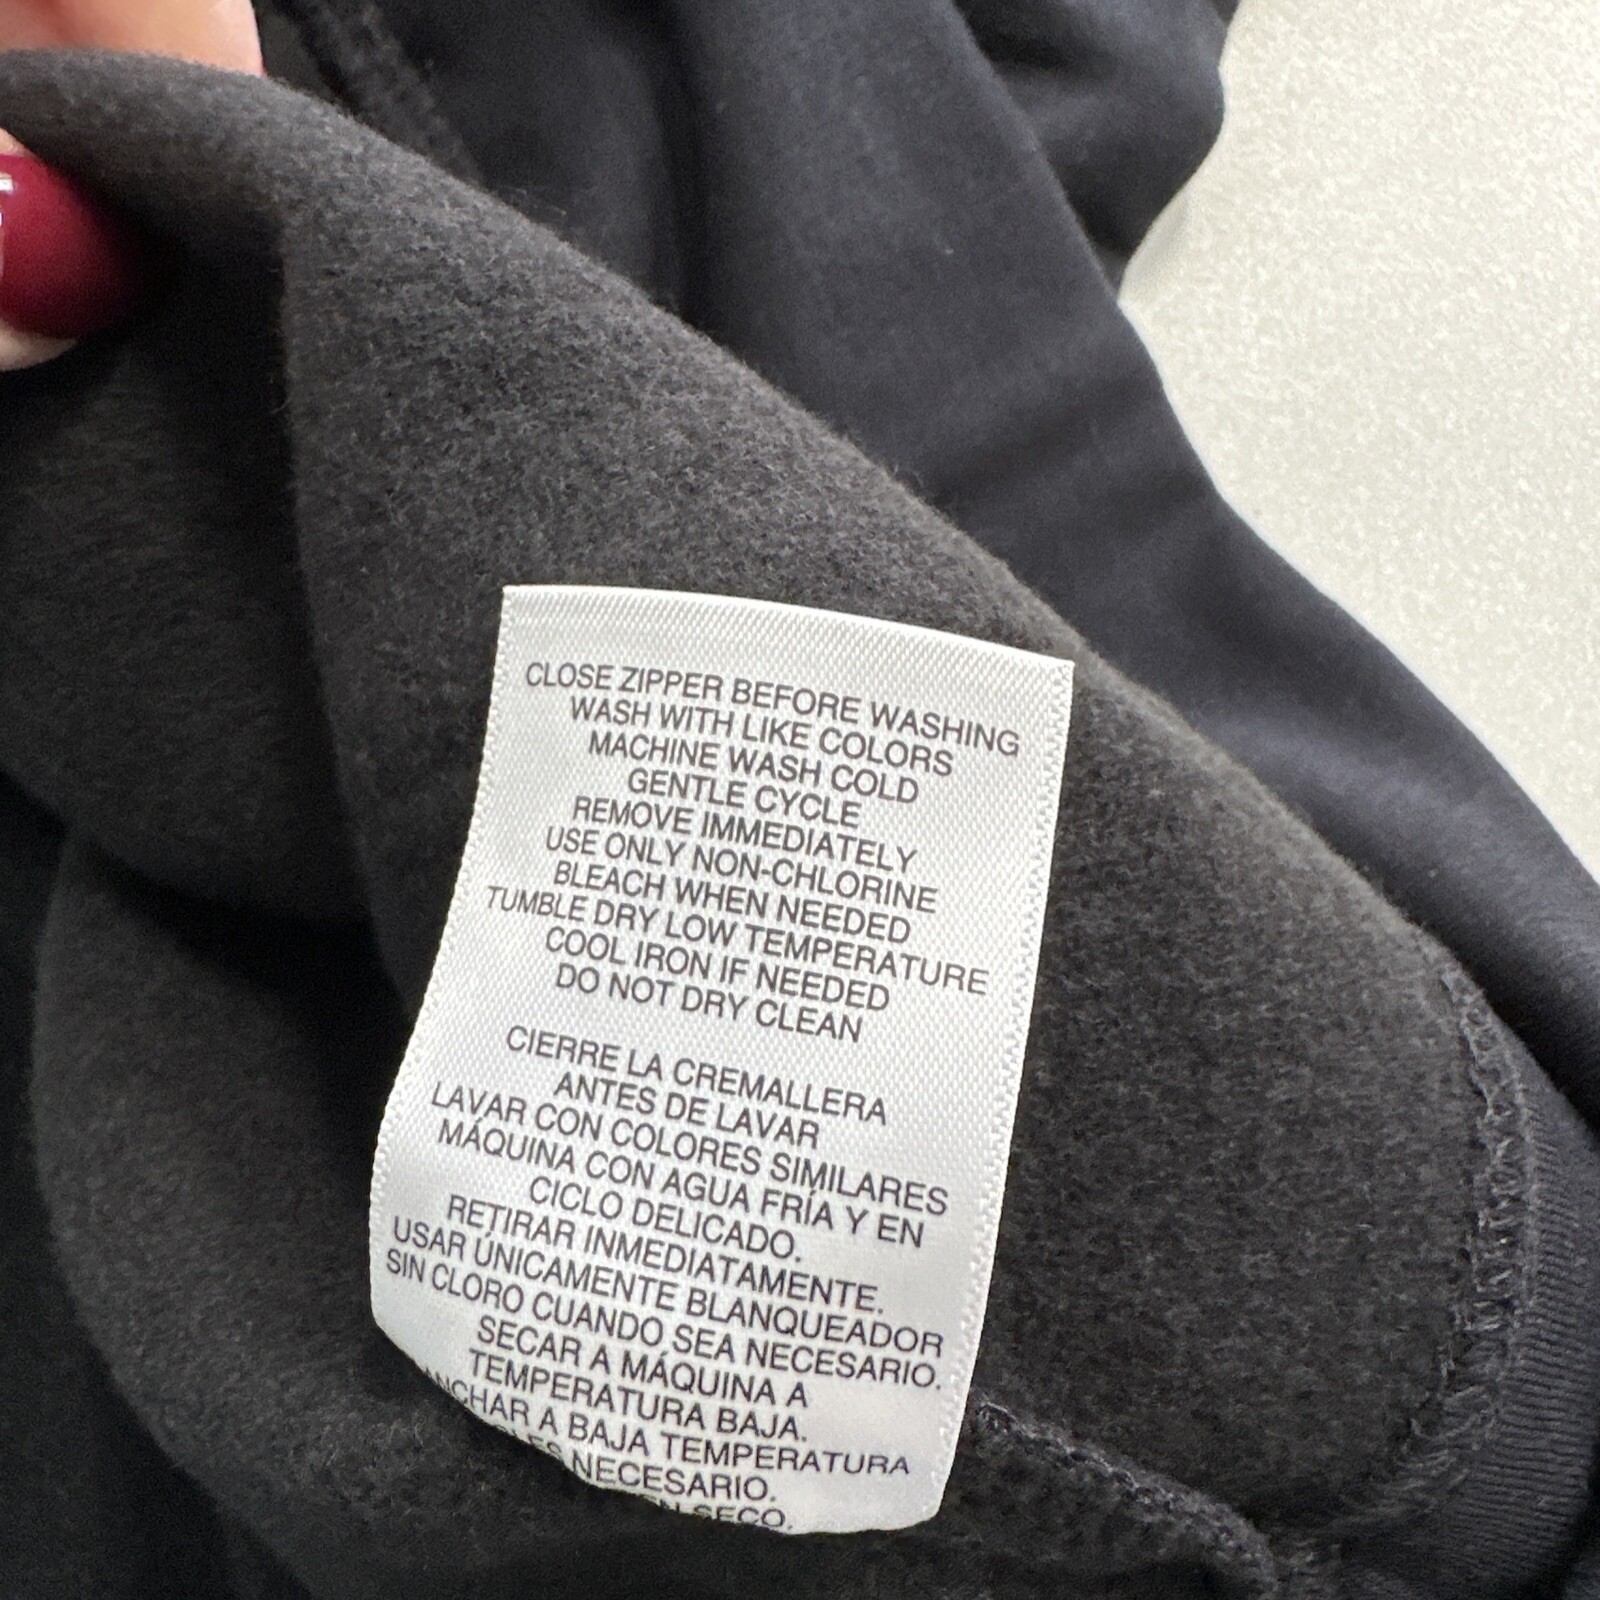 CLOSE ZIPPER BEFORE WASHING
WASH WITH LIKE COLORS
MACHINE WASH COLD
GENTLE CYCLE
REMOVE IMMEDIATELY
USE ONLY NON-CHLORINE
BLEACH WHEN NEEDED
TUMBLE DRY LOW TEMPERATURE
COOL IRON IF NEEDED
DO NOT DRY CLEAN
CIERRE LA CREMALLERA
ANTES DE LAVAR
LAVAR CON COLORES SIMILARES
MÁQUINA CON AGUA FRÍA Y EN
CICLO DELICADO.
RETIRAR INMEDIATAMENTE.
USAR ÚNICAMENTE BLANQUEADOR
SIN CLORO CUANDO SEA NECESARIO.
SECAR A MÁQUINA A
TEMPERATURA BAJA.
A BAJA TEMPERATURA
NECESARIO.
SECO.